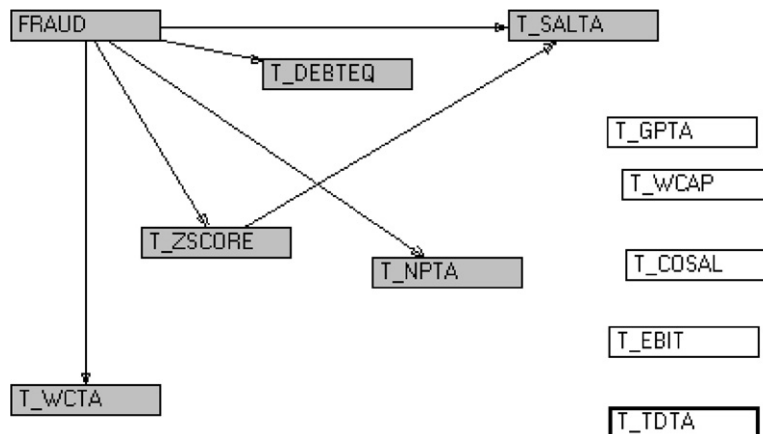 FRAUD
T_SALTA
T_DEBTEQ
T_GPTA
T_WCAP
T_ZSCORE
T_NPTA
T_COSAL
T_EBIT
T_WCTA
T_TDTA